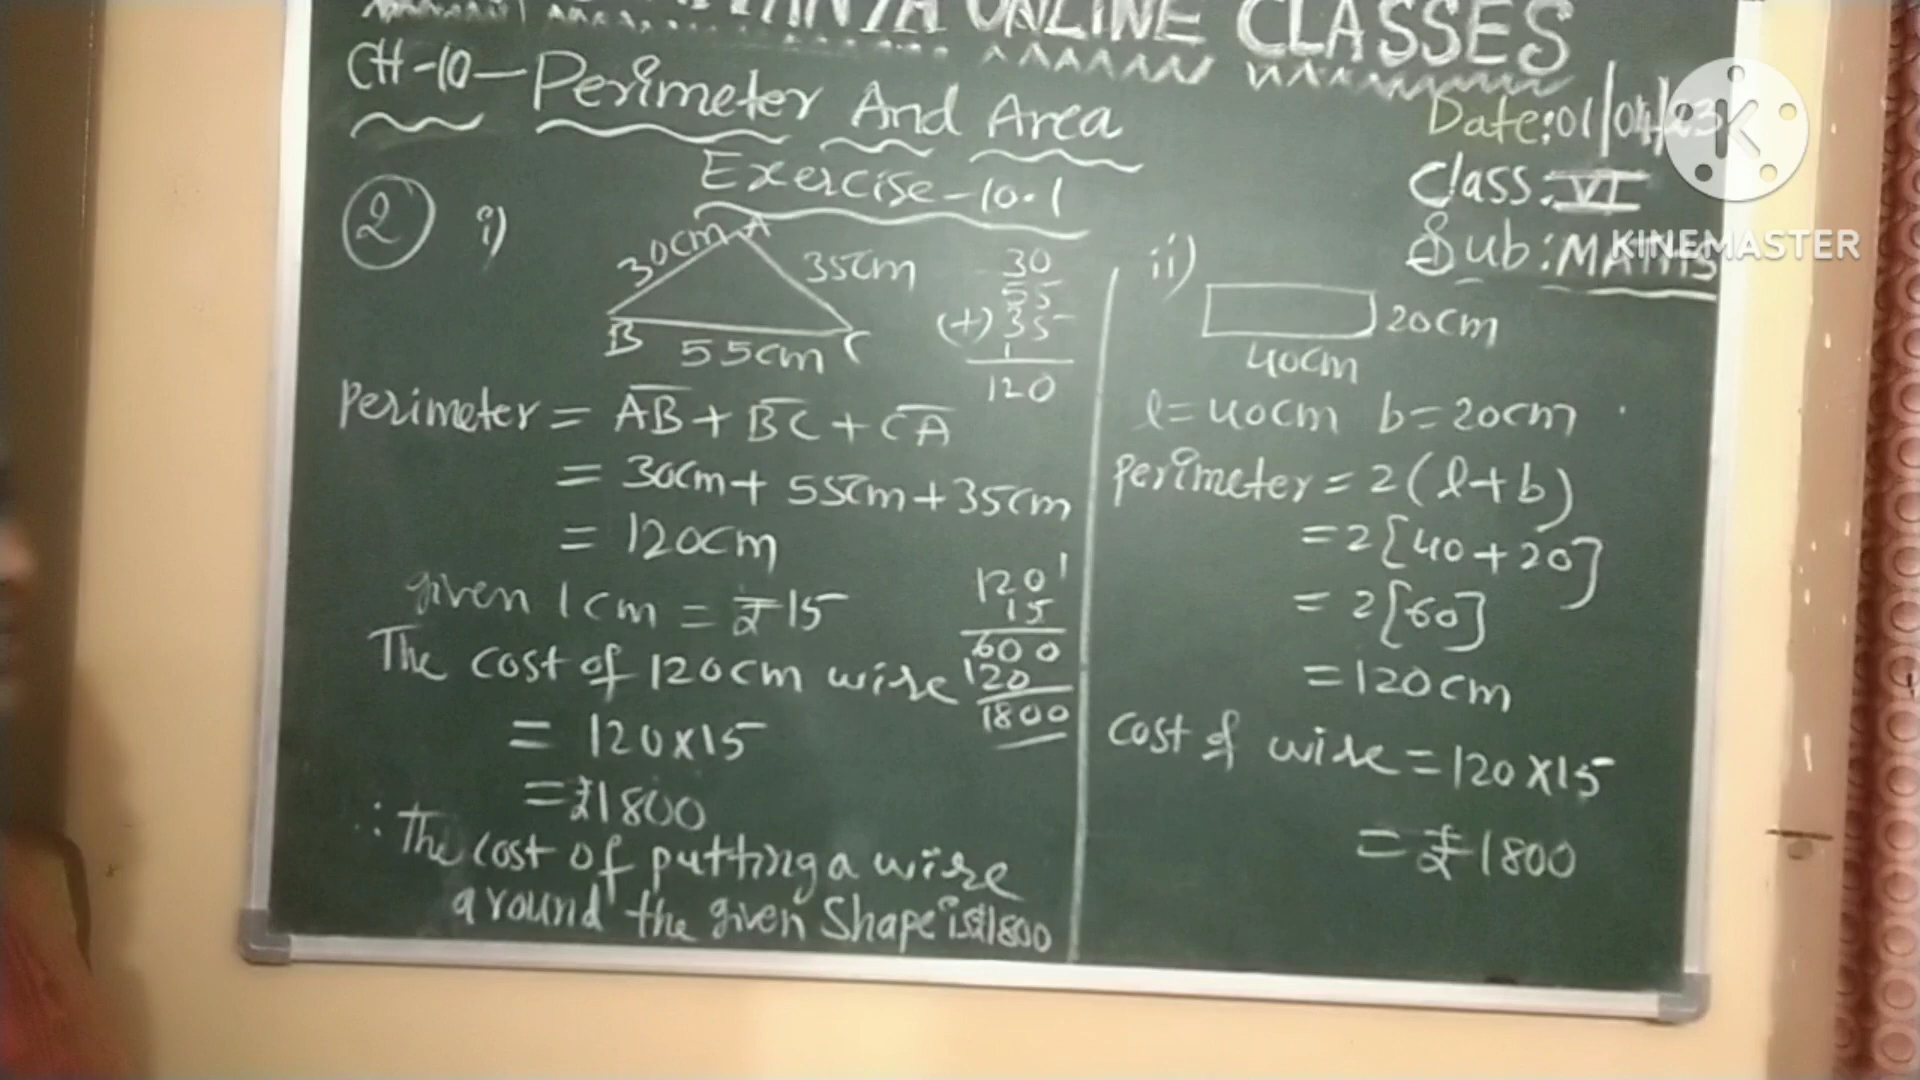 ONLINE CLASSES
CH-10-Perimeter And Area
Date:01/04/23
Exercise-10.1
Class:VI
Sub:MATHS
KINEMASTER
2 i)
A
30cm
35cm
B
C
55cm
30
55
(+) 35
1
120
Perimeter = AB + BC + CA
= 30cm + 55cm + 35cm
= 120cm
given 1cm = ₹15
The cost of 120cm wire
= 120x15
= ₹1800
120
15
600
120
1800
∴ The cost of putting a wire
around the given Shape is ₹1800
ii)
20cm
40cm
l=40cm b=20cm
perimeter = 2(l+b)
=2[40+20]
= 2[60]
=120cm
cost of wire =120x15
= ₹1800